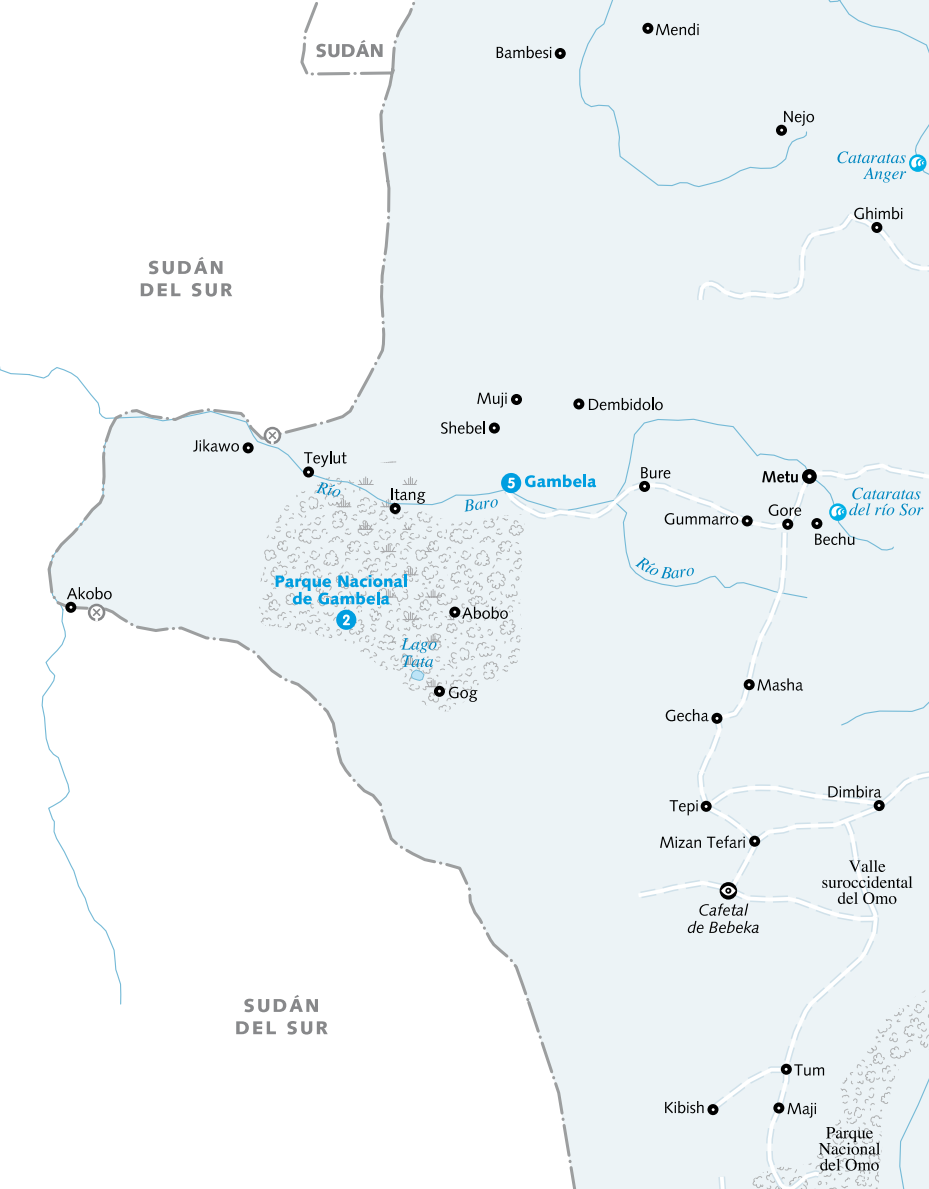 Mendi
SUDÁN
Bambesi
Nejo
Cataratas
Anger
Ghimbi
SUDÁN
DEL SUR
Muji
Dembidolo
Shebel
Jikawo
Teylut
Río
Itang
Baro
5 Gambela
Bure
Metu
Cataratas
del río Sor
Gummarro
Gore
Bechu
Río Baro
Parque Nacional
de Gambela
2
Akobo
Abobo
Lago
Tata
Gog
Masha
Gecha
Tepi
Dimbira
Mizan Tefari
Valle
suroccidental
del Omo
Cafetal
de Bebeka
SUDÁN
DEL SUR
Tum
Kibish
Maji
Parque
Nacional
del Omo